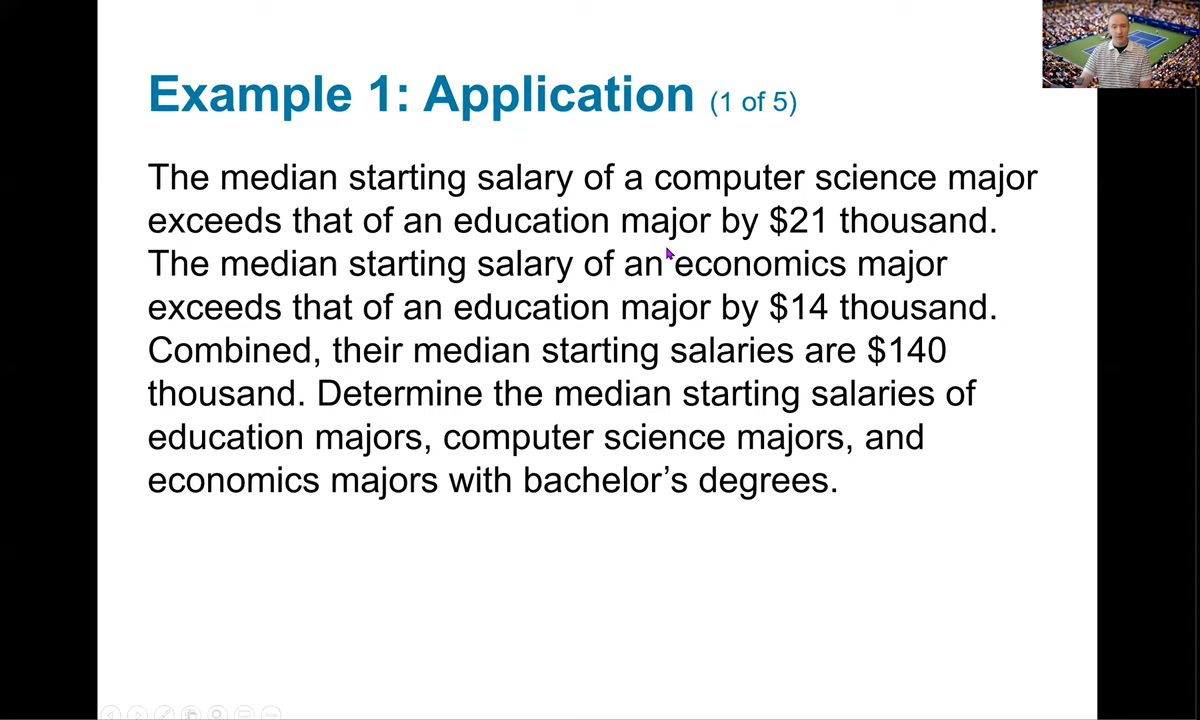 Example 1: Application (1 of 5)
The median starting salary of a computer science major
exceeds that of an education major by $21 thousand.
The median starting salary of an economics major
exceeds that of an education major by $14 thousand.
Combined, their median starting salaries are $140
thousand. Determine the median starting salaries of
education majors, computer science majors, and
economics majors with bachelor’s degrees.